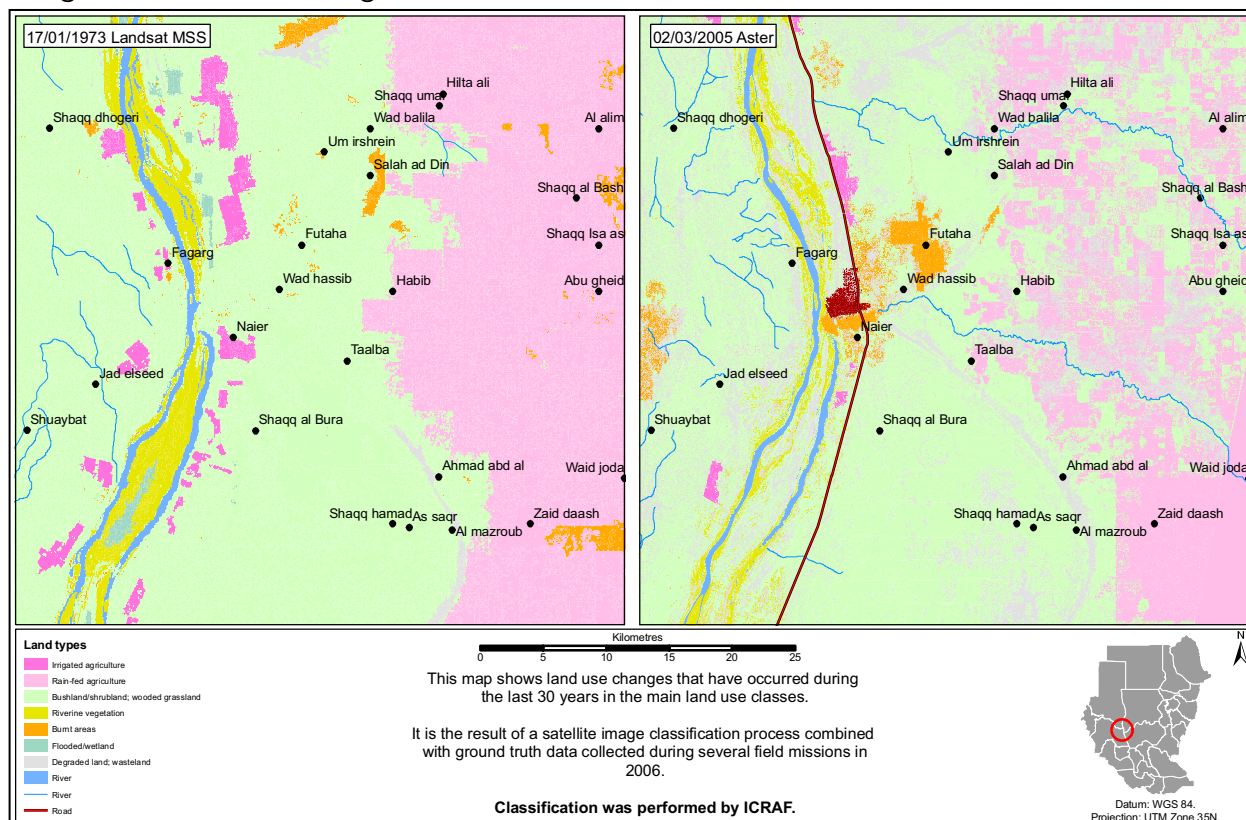 17/01/1973 Landsat MSS
Hilta ali
Shaqq umar
Shaqq dhogeri
Wad balila
Al alim
Um irshrein
Salah ad Din
Shaqq al Bash
Futaha
Shaqq Isa as
Fagarg
Wad hassib
Habib
Abu gheid
Naier
Taalba
Jad elseed
Shuaybat
Shaqq al Bura
Ahmad abd al
Waid joda
Shaqq hamad
As saqr
Zaid daash
Al mazroub
02/03/2005 Aster
Hilta ali
Shaqq umar
Shaqq dhogeri
Wad balila
Al alim
Um irshrein
Salah ad Din
Shaqq al Bash
Futaha
Shaqq Isa as
Fagarg
Wad hassib
Habib
Abu gheid
Naier
Taalba
Jad elseed
Shuaybat
Shaqq al Bura
Ahmad abd al
Waid joda
Shaqq hamad
As saqr
Zaid daash
Al mazroub
Land types
Irrigated agriculture
Rain-fed agriculture
Bushland/shrubland; wooded grassland
Riverine vegetation
Burnt areas
Flooded/wetland
Degraded land; wasteland
River
River
Road
Kilometres
0 5 10 15 20 25
This map shows land use changes that have occurred during
the last 30 years in the main land use classes.
It is the result of a satellite image classification process combined
with ground truth data collected during several field missions in
2006.
Classification was performed by ICRAF.
N
Datum: WGS 84.
Projection: UTM Zone 35N